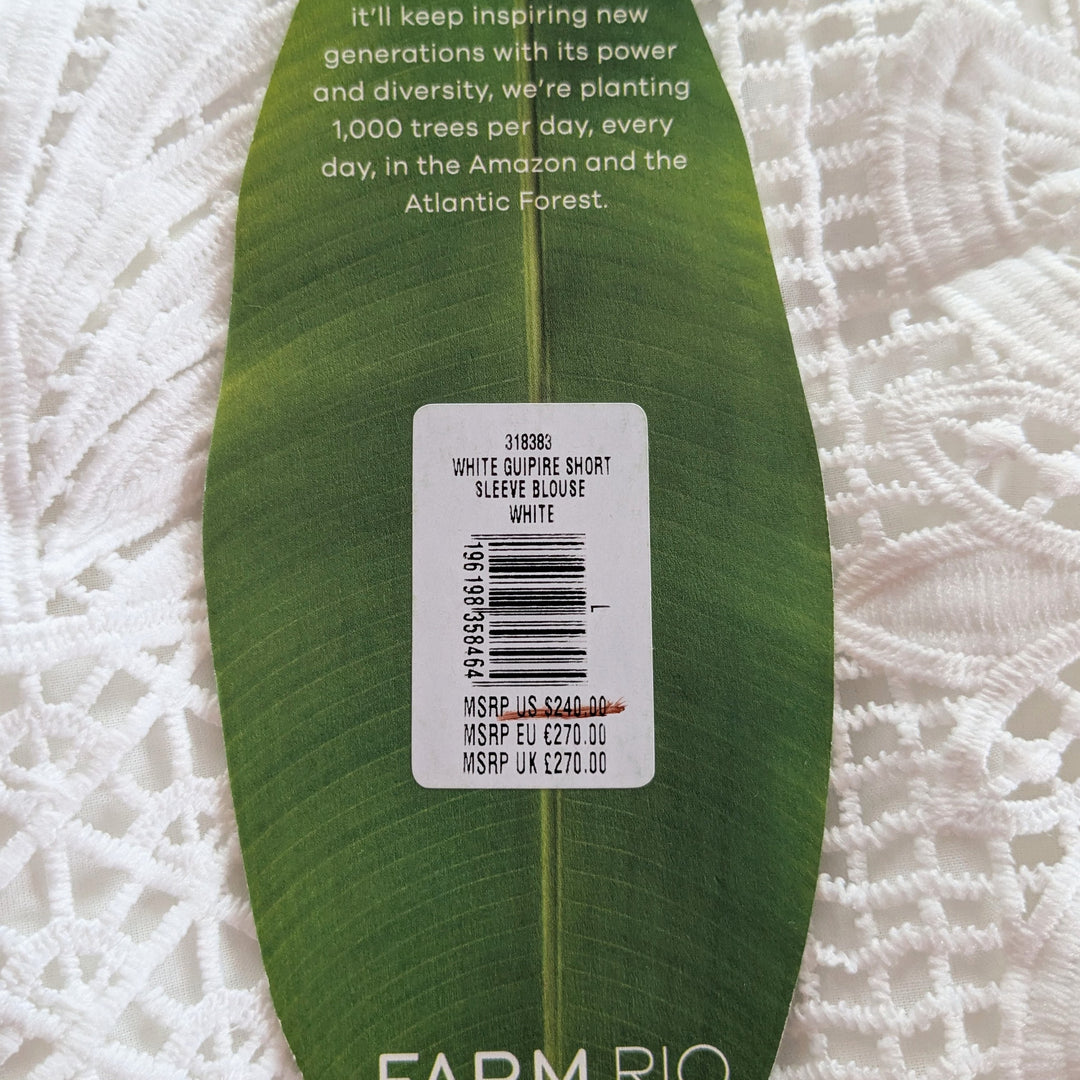 it'll keep inspiring new
generations with its power
and diversity, we're planting
1,000 trees per day, every
day, in the Amazon and the
Atlantic Forest.
318383
WHITE GUIPIRE SHORT
SLEEVE BLOUSE
WHITE
196198358464
L
MSRP US $240.00
MSRP EU €270.00
MSRP UK £270.00
FARM RIO